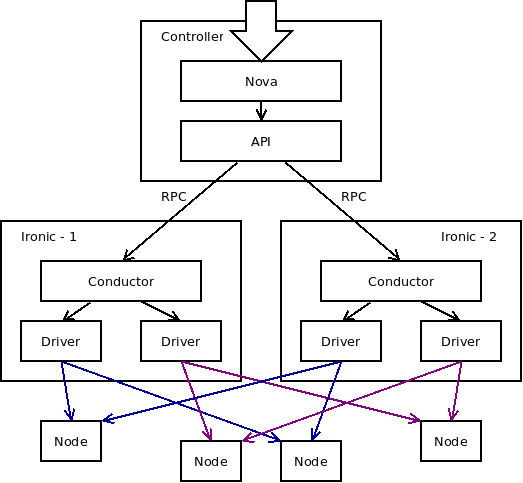 Controller
Nova
API
RPC
RPC
Ironic - 1
Ironic - 2
Conductor
Conductor
Driver
Driver
Driver
Driver
Node
Node
Node
Node